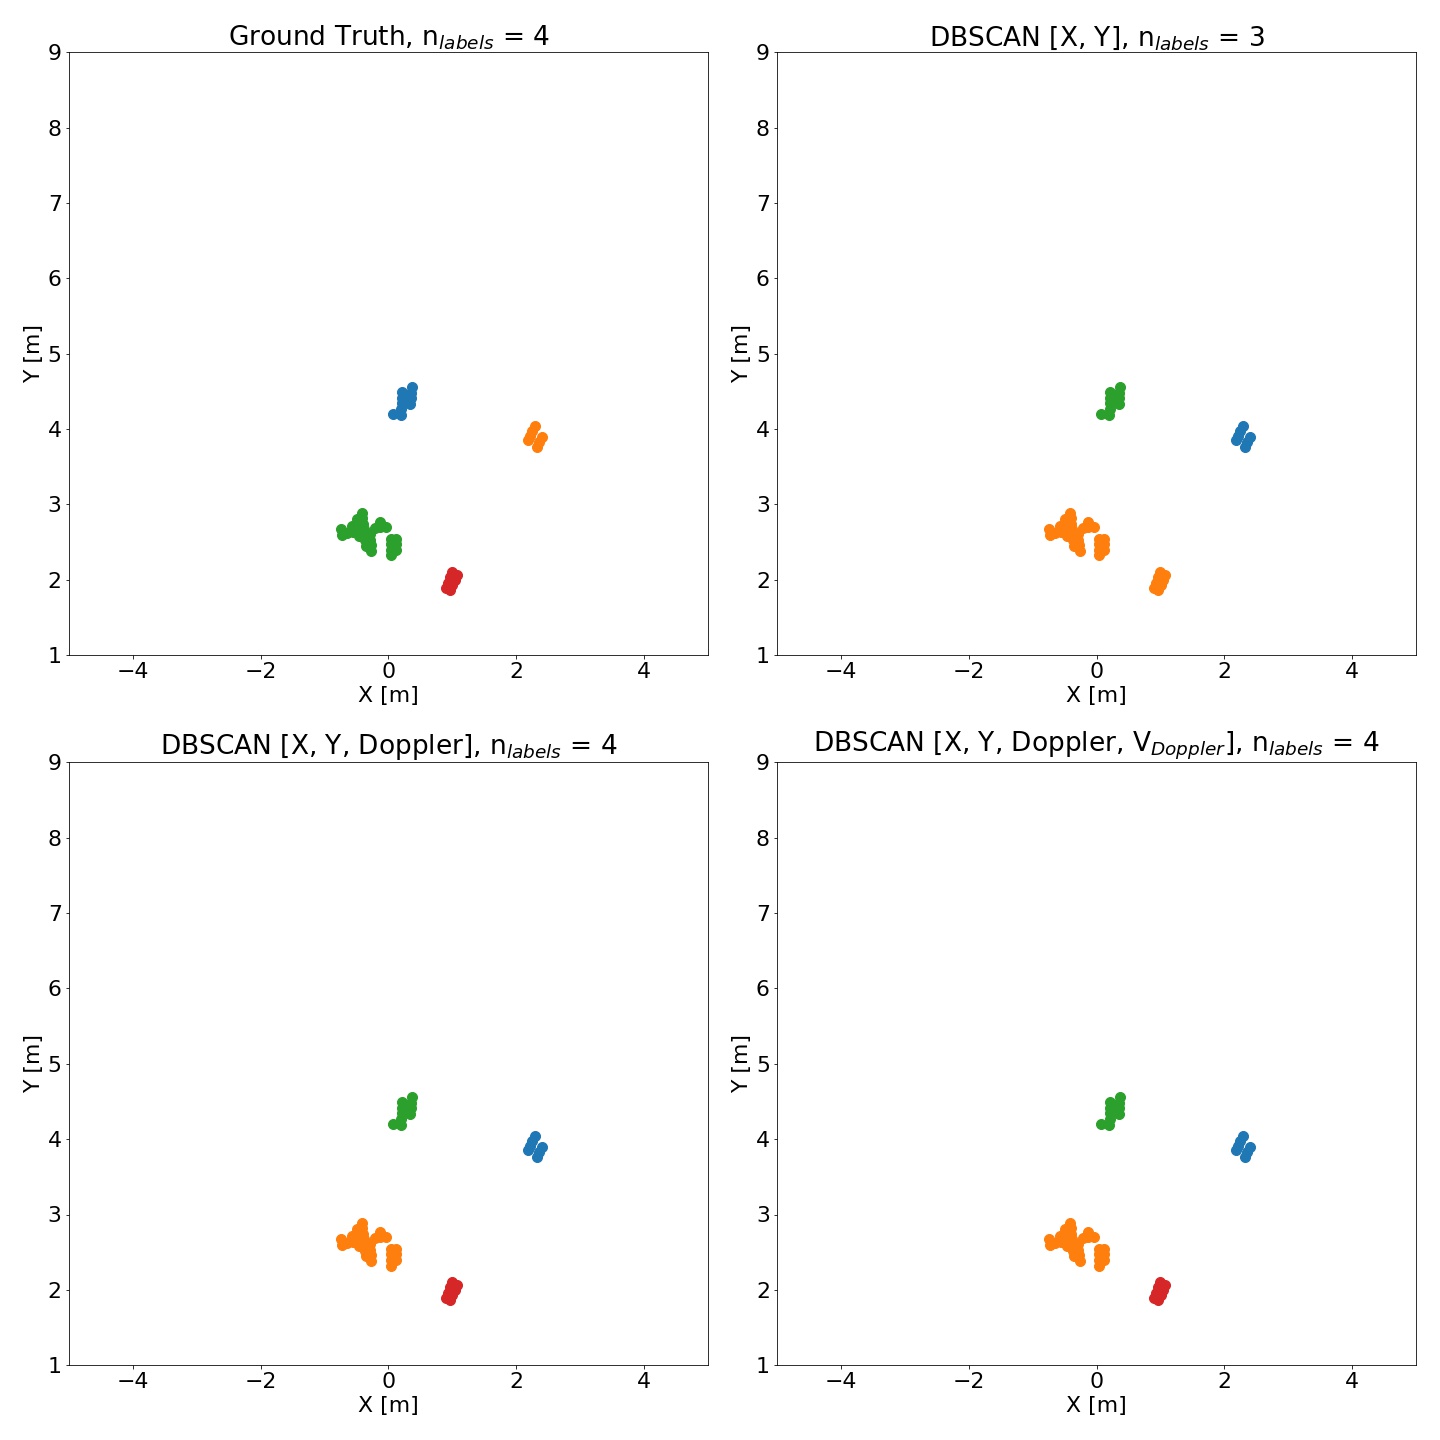 Ground Truth, n_labels = 4
9
8
7
6
5
4
3
2
1
Y [m]
−4 −2 0 2 4
X [m]
DBSCAN [X, Y], n_labels = 3
9
8
7
6
5
4
3
2
1
Y [m]
−4 −2 0 2 4
X [m]
DBSCAN [X, Y, Doppler], n_labels = 4
9
8
7
6
5
4
3
2
1
Y [m]
−4 −2 0 2 4
X [m]
DBSCAN [X, Y, Doppler, V_Doppler], n_labels = 4
9
8
7
6
5
4
3
2
1
Y [m]
−4 −2 0 2 4
X [m]